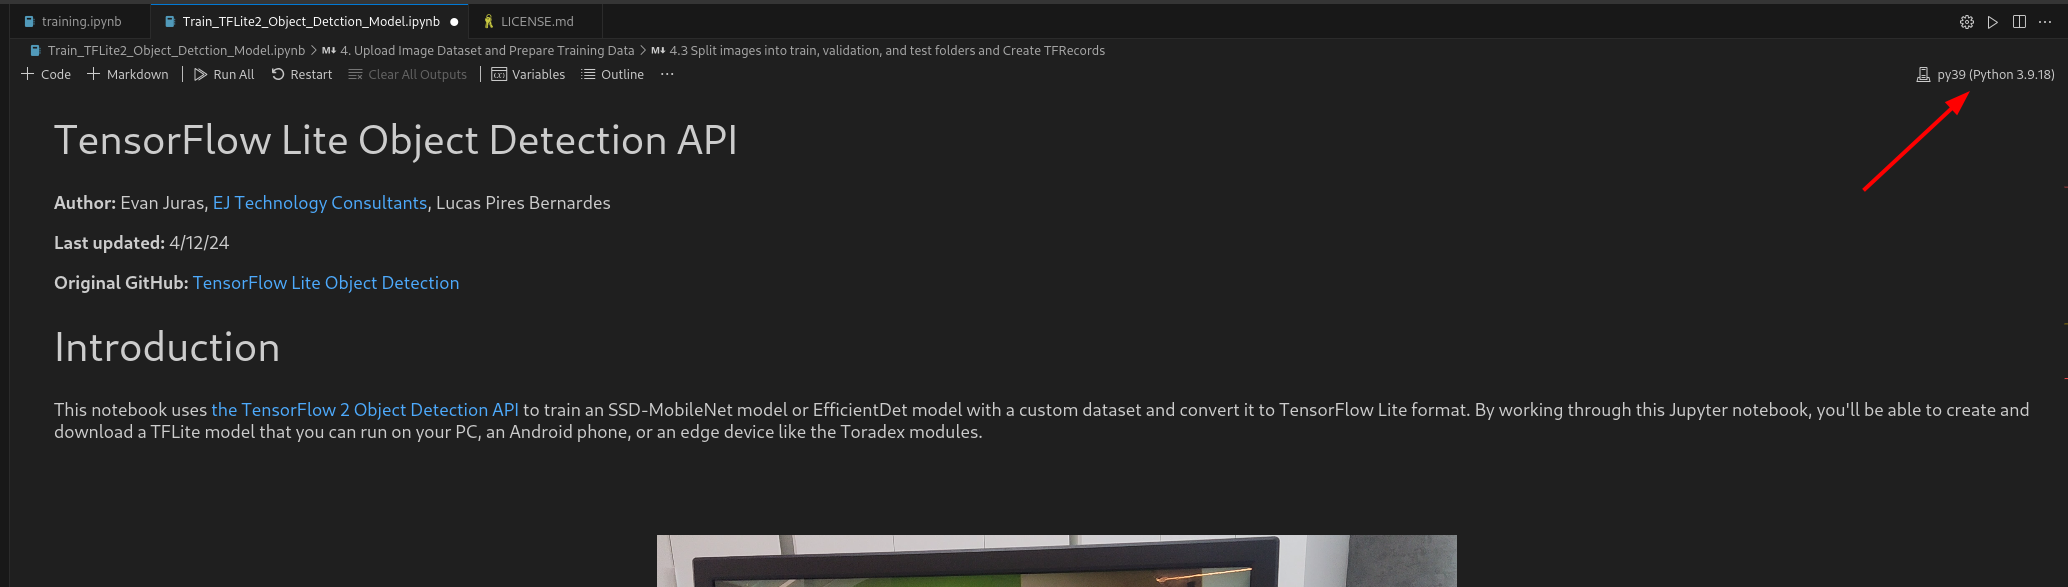 training.ipynb
Train_TFLite2_Object_Detction_Model.ipynb
LICENSE.md
Train_TFLite2_Object_Detction_Model.ipynb > M↓ 4. Upload Image Dataset and Prepare Training Data > M↓ 4.3 Split images into train, validation, and test folders and Create TFRecords
+ Code + Markdown | Run All Restart Clear All Outputs | Variables Outline ··· py39 (Python 3.9.18)
TensorFlow Lite Object Detection API
Author: Evan Juras, EJ Technology Consultants, Lucas Pires Bernardes
Last updated: 4/12/24
Original GitHub: TensorFlow Lite Object Detection
Introduction
This notebook uses the TensorFlow 2 Object Detection API to train an SSD-MobileNet model or EfficientDet model with a custom dataset and convert it to TensorFlow Lite format. By working through this Jupyter notebook, you'll be able to create and
download a TFLite model that you can run on your PC, an Android phone, or an edge device like the Toradex modules.